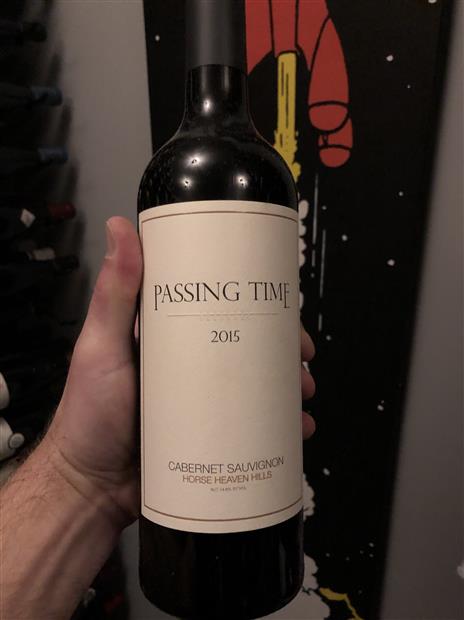 PASSING TIME
2015
CABERNET SAUVIGNON
HORSE HEAVEN HILLS